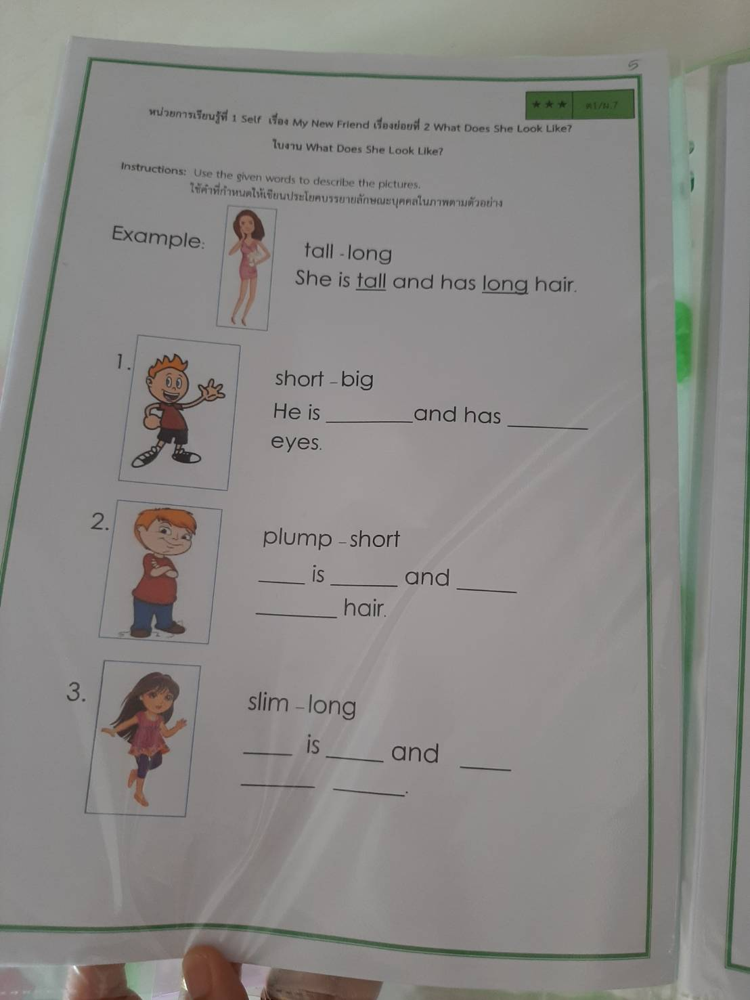 5
★★★ ต1/ผ.7
หน่วยการเรียนรู้ที่ 1 Self เรื่อง My New Friend เรื่องย่อยที่ 2 What Does She Look Like?
ใบงาน What Does She Look Like?
Instructions: Use the given words to describe the pictures.
ใช้คำที่กำหนดให้เขียนประโยคบรรยายลักษณะบุคคลในภาพตามตัวอย่าง
Example:
tall - long
She is tall and has long hair.
1.
short - big
He is ________ and has ________
eyes.
2.
plump - short
____ is ______ and _____
_______ hair.
3.
slim - long
____ is _____ and ____
______ ______.